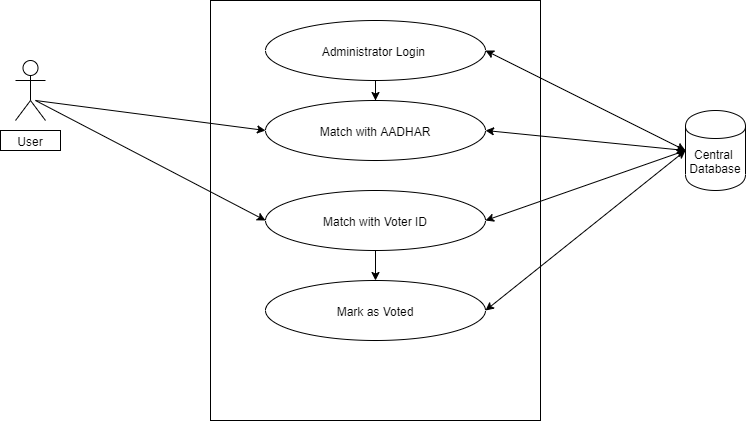 Administrator Login
Match with AADHAR
User
Central
Database
Match with Voter ID
Mark as Voted